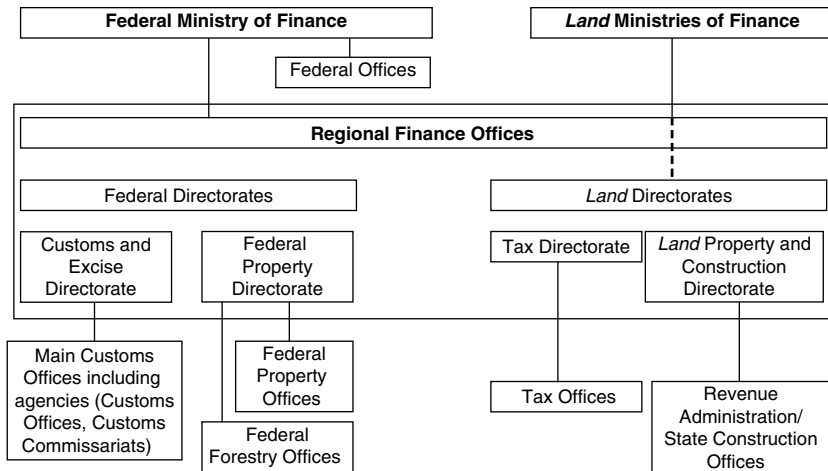 Federal Ministry of Finance
Land Ministries of Finance
Federal Offices
Regional Finance Offices
Federal Directorates
Land Directorates
Customs and
Excise
Directorate
Federal
Property
Directorate
Tax Directorate
Land Property and
Construction
Directorate
Main Customs
Offices including
agencies (Customs
Offices, Customs
Commissariats)
Federal
Property
Offices
Federal
Forestry Offices
Tax Offices
Revenue
Administration/
State Construction
Offices